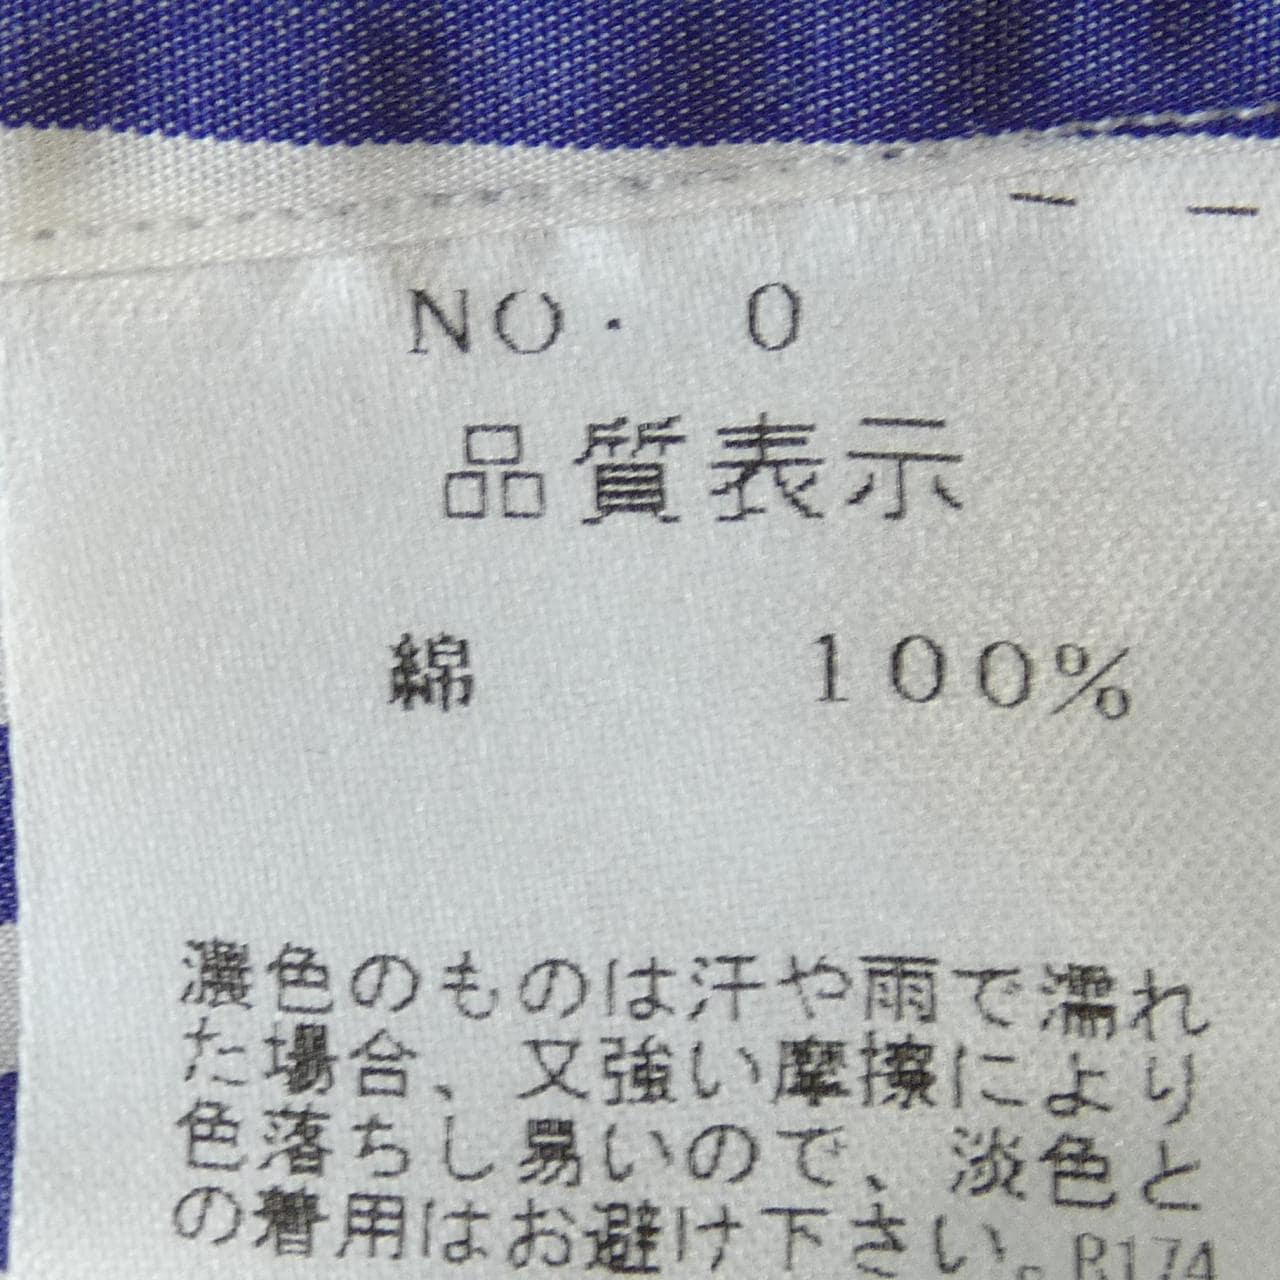 NO. 0
品質表示
綿 100%
濃色のものは汗や雨で濡れ
た場合、又強い摩擦により
色落ちし易いので、淡色と
の着用はお避け下さい。R174